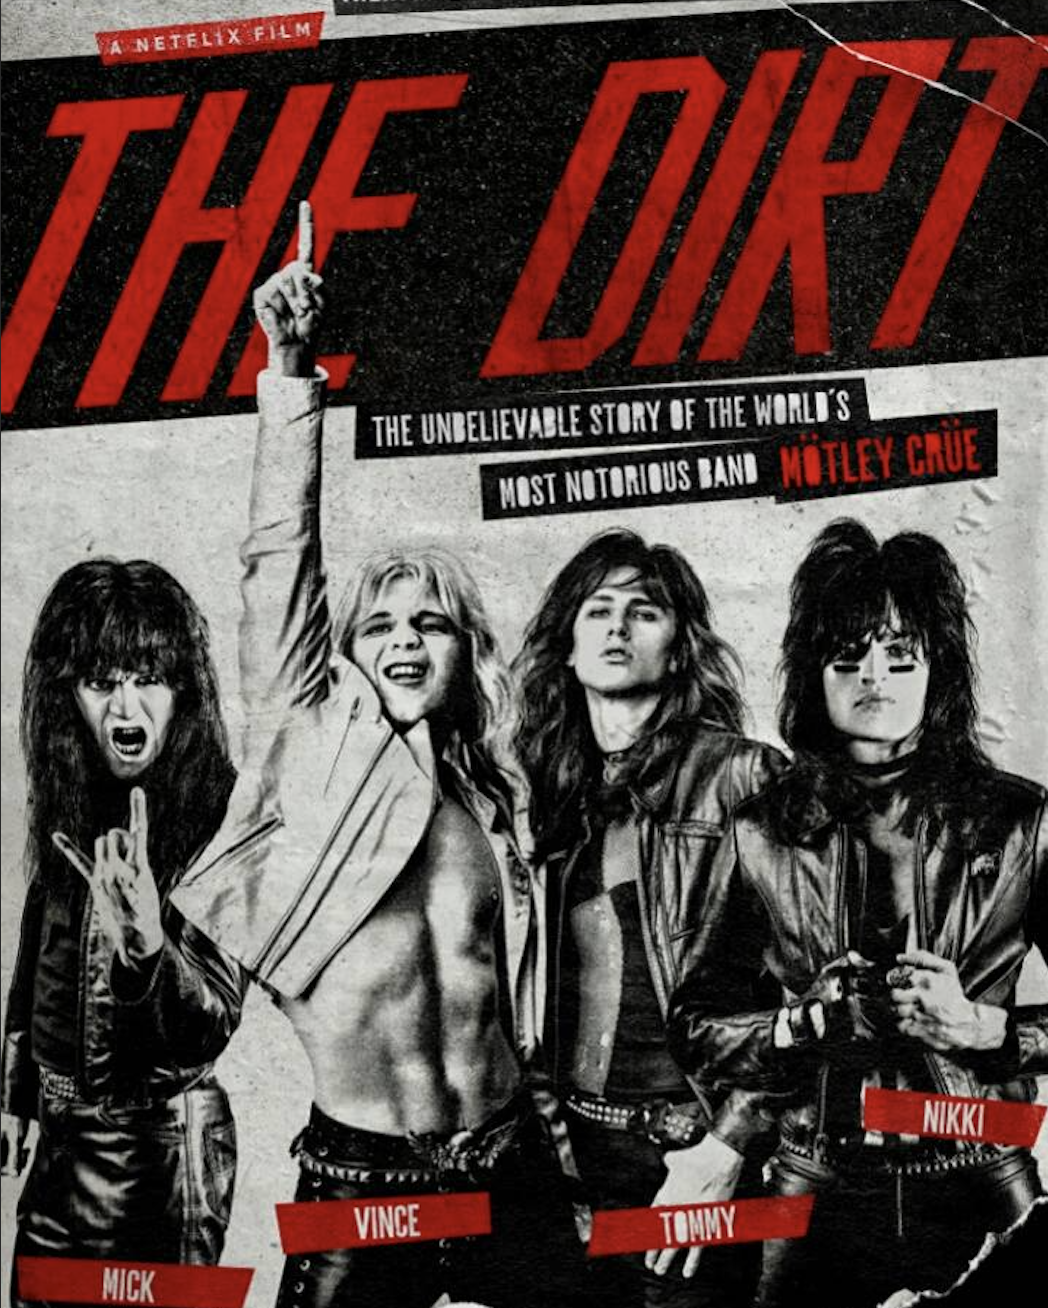 A NETFLIX FILM
THE DIRT
THE UNBELIEVABLE STORY OF THE WORLD'S
MOST NOTORIOUS BAND MÖTLEY CRÜE
NIKKI
VINCE
TOMMY
MICK